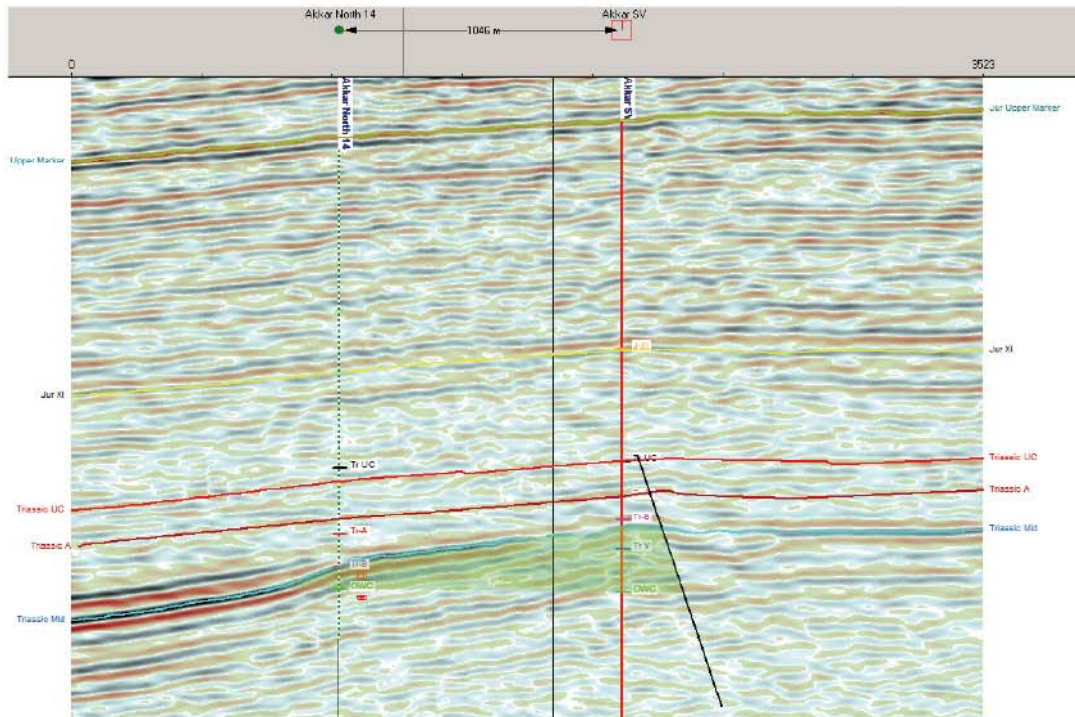 Akkar North 14
Akkar SV
1046 m
0
3523
Akkar North 14
Akkar SV
Jur Upper Marker
Upper Marker
Jur XI
Jur XI
Tr UC
UC
Triassic UC
Triassic UC
Triassic A
Triassic A
Tr-A
Tr-B
Triassic Mid
Tr-B
Tr V
OWC
OWC
Triassic Mid